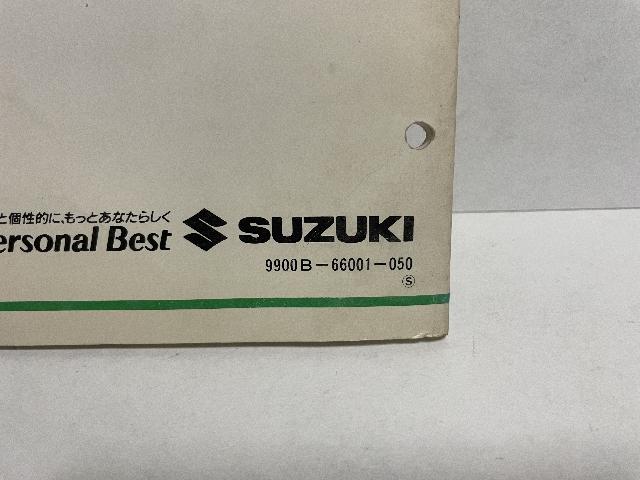 と個性的に、もっとあなたらしく
ersonal Best
SUZUKI
9900B-66001-050
Ⓢ